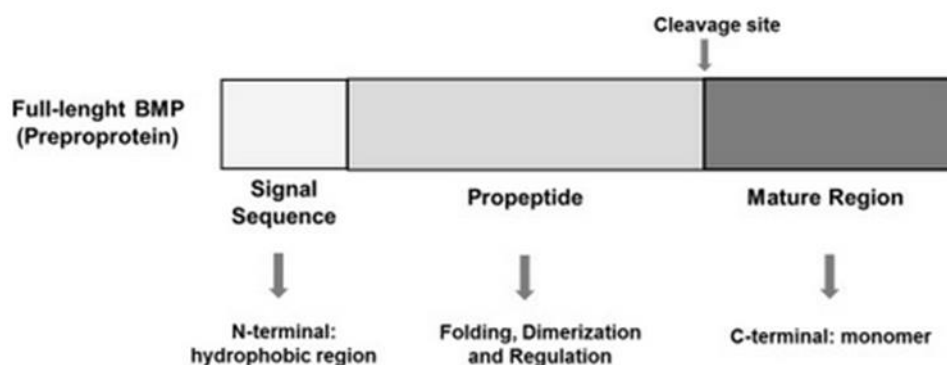 Cleavage site
Full-lenght BMP
(Preproprotein)
Signal
Sequence
Propeptide
Mature Region
N-terminal:
hydrophobic region
Folding, Dimerization
and Regulation
C-terminal: monomer